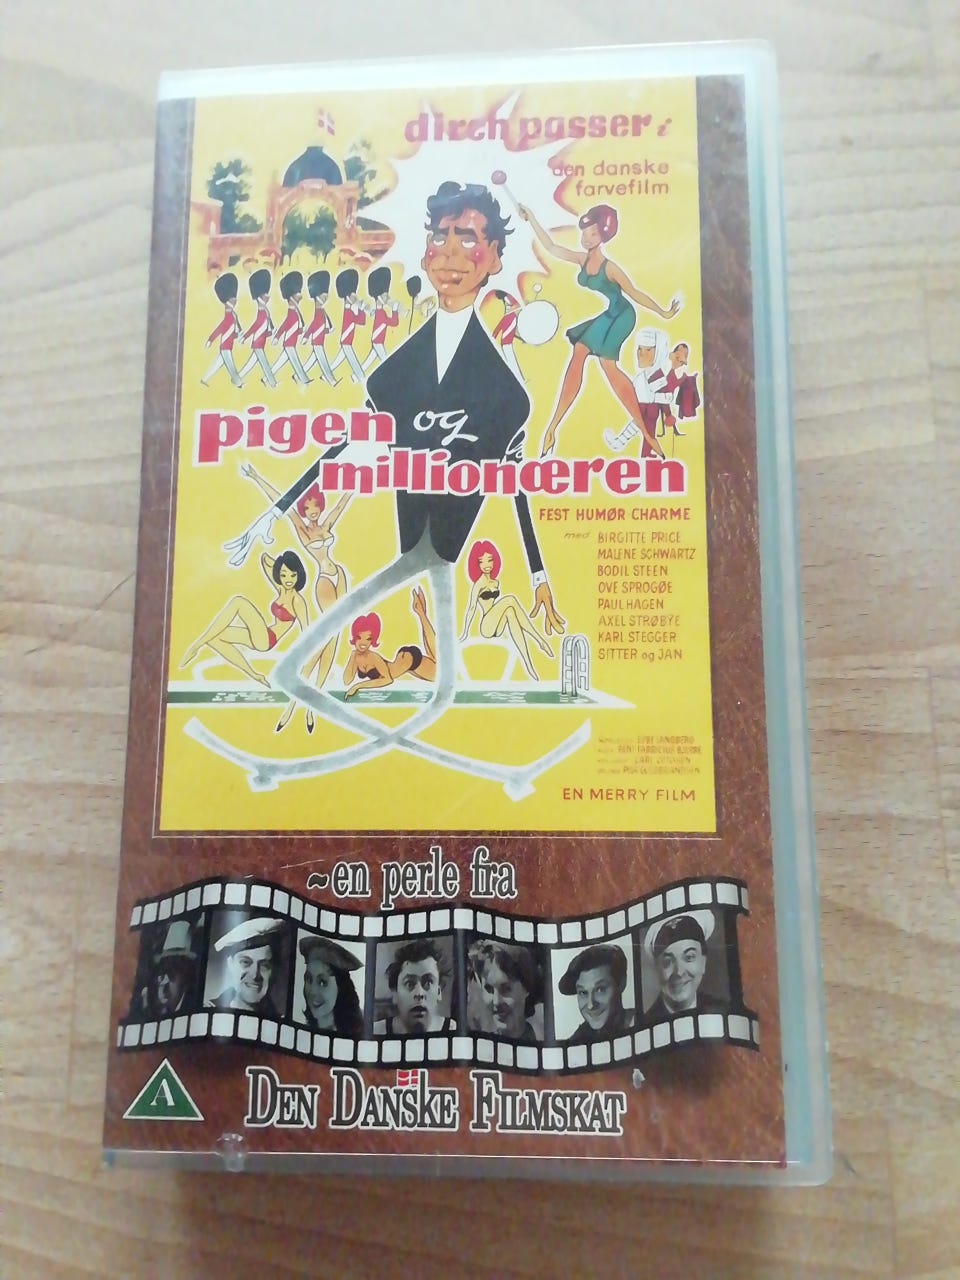 dirch passer i
den danske
farvefilm
pigen og
millionæren
FEST HUMØR CHARME
med BIRGITTE PRICE
MALENE SCHWARTZ
BODIL STEEN
OVE SPROGØE
PAUL HAGEN
AXEL STRØBYE
KARL STEGGER
SITTER og JAN
EN MERRY FILM
~en perle fra
A
DEN DANSKE FILMSKAT